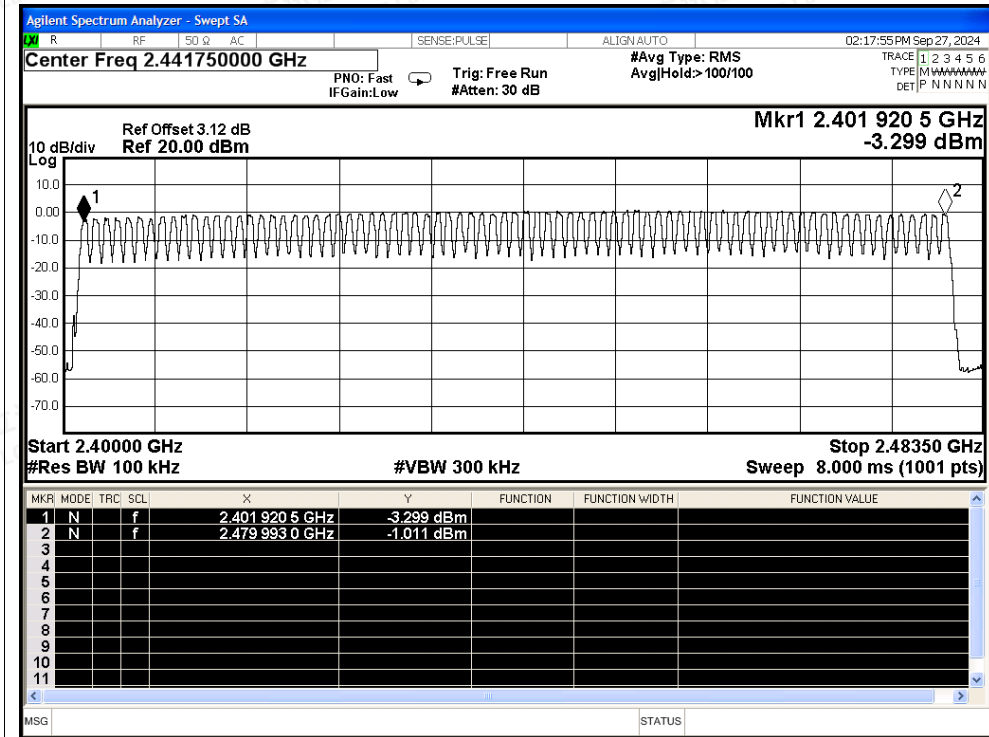 Agilent Spectrum Analyzer - Swept SA
LXI R RF 50 Ω AC SENSE:PULSE ALIGN AUTO 02:17:55 PM Sep 27, 2024
Center Freq 2.441750000 GHz #Avg Type: RMS TRACE 1 2 3 4 5 6
PNO: Fast Trig: Free Run Avg|Hold:>100/100 TYPE M
IFGain:Low #Atten: 30 dB DET P N N N N N
Mkr1 2.401 920 5 GHz
Ref Offset 3.12 dB
10 dB/div Ref 20.00 dBm -3.299 dBm
Log
10.0
1 2
0.00
-10.0
-20.0
-30.0
-40.0
-50.0
-60.0
-70.0
Start 2.40000 GHz Stop 2.48350 GHz
#Res BW 100 kHz #VBW 300 kHz Sweep 8.000 ms (1001 pts)
MKR MODE TRC SCL X Y FUNCTION FUNCTION WIDTH FUNCTION VALUE
1 N f 2.401 920 5 GHz -3.299 dBm
2 N f 2.479 993 0 GHz -1.011 dBm
3
4
5
6
7
8
9
10
11
MSG STATUS